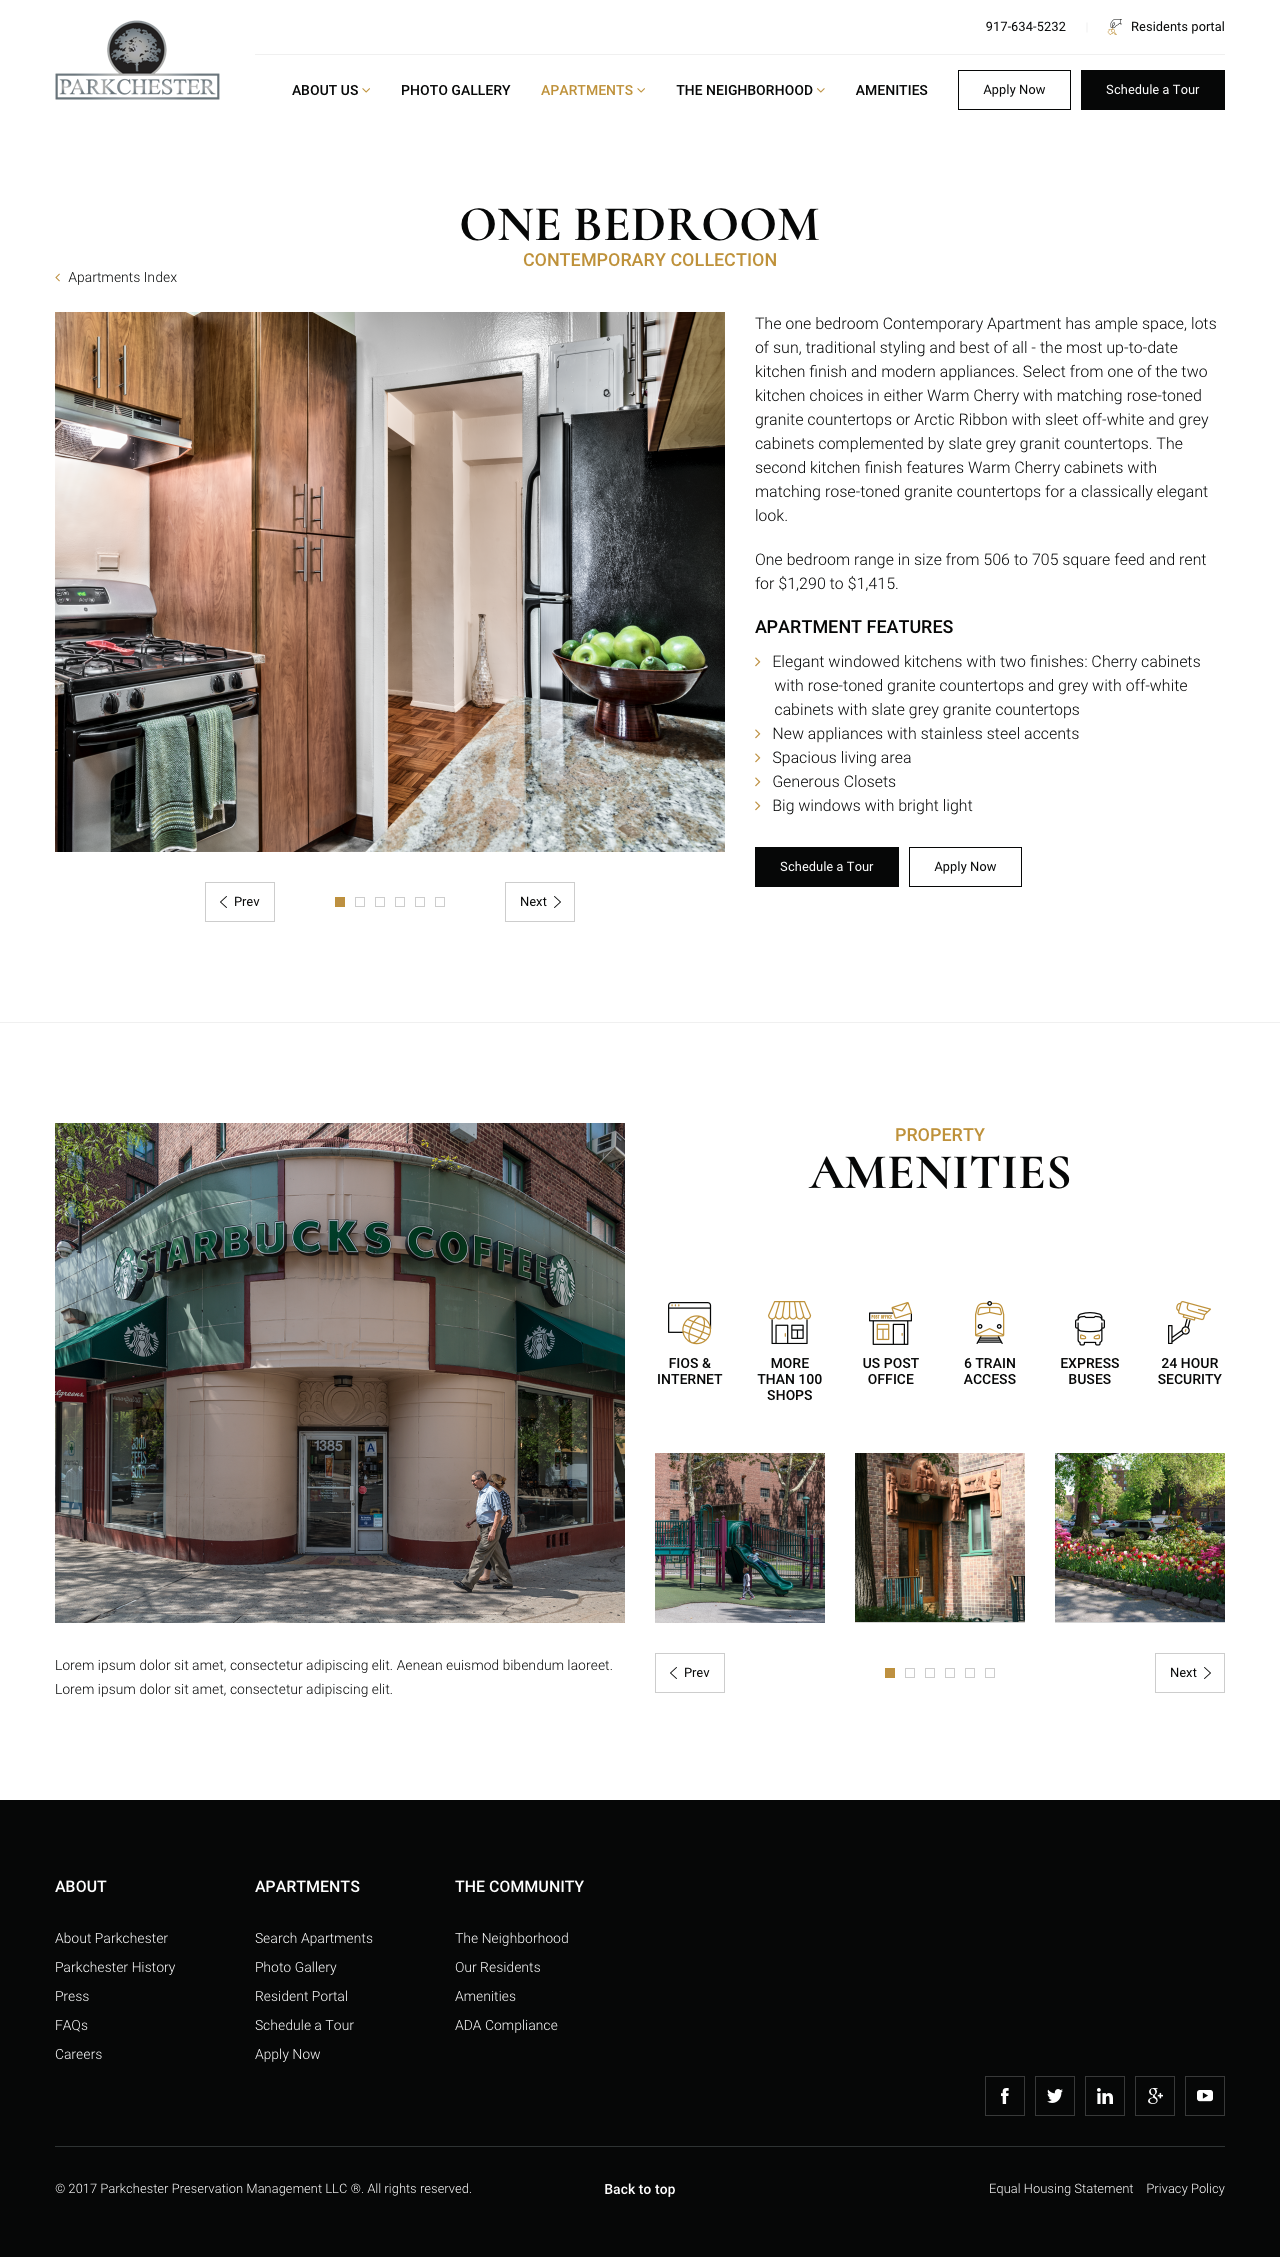 917-634-5232
Residents portal
PARKCHESTER
ABOUT US
PHOTO GALLERY
APARTMENTS
THE NEIGHBORHOOD
AMENITIES
Apply Now
Schedule a Tour
ONE BEDROOM
CONTEMPORARY COLLECTION
Apartments Index
The one bedroom Contemporary Apartment has ample space, lots
of sun, traditional styling and best of all - the most up-to-date
kitchen finish and modern appliances. Select from one of the two
kitchen choices in either Warm Cherry with matching rose-toned
granite countertops or Arctic Ribbon with sleet off-white and grey
cabinets complemented by slate grey granit countertops. The
second kitchen finish features Warm Cherry cabinets with
matching rose-toned granite countertops for a classically elegant
look.
One bedroom range in size from 506 to 705 square feed and rent
for $1,290 to $1,415.
APARTMENT FEATURES
Elegant windowed kitchens with two finishes: Cherry cabinets
with rose-toned granite countertops and grey with off-white
cabinets with slate grey granite countertops
New appliances with stainless steel accents
Spacious living area
Generous Closets
Big windows with bright light
Schedule a Tour
Apply Now
Prev
Next
STARBUCKS COFFEE
1385
A
PROPERTY
AMENITIES
FIOS &
INTERNET
MORE
THAN 100
SHOPS
POST OFFICE
US POST
OFFICE
6 TRAIN
ACCESS
EXPRESS
BUSES
24 HOUR
SECURITY
Lorem ipsum dolor sit amet, consectetur adipiscing elit. Aenean euismod bibendum laoreet.
Lorem ipsum dolor sit amet, consectetur adipiscing elit.
Prev
Next
ABOUT
About Parkchester
Parkchester History
Press
FAQs
Careers
APARTMENTS
Search Apartments
Photo Gallery
Resident Portal
Schedule a Tour
Apply Now
THE COMMUNITY
The Neighborhood
Our Residents
Amenities
ADA Compliance
© 2017 Parkchester Preservation Management LLC ®. All rights reserved.
Back to top
Equal Housing Statement
Privacy Policy